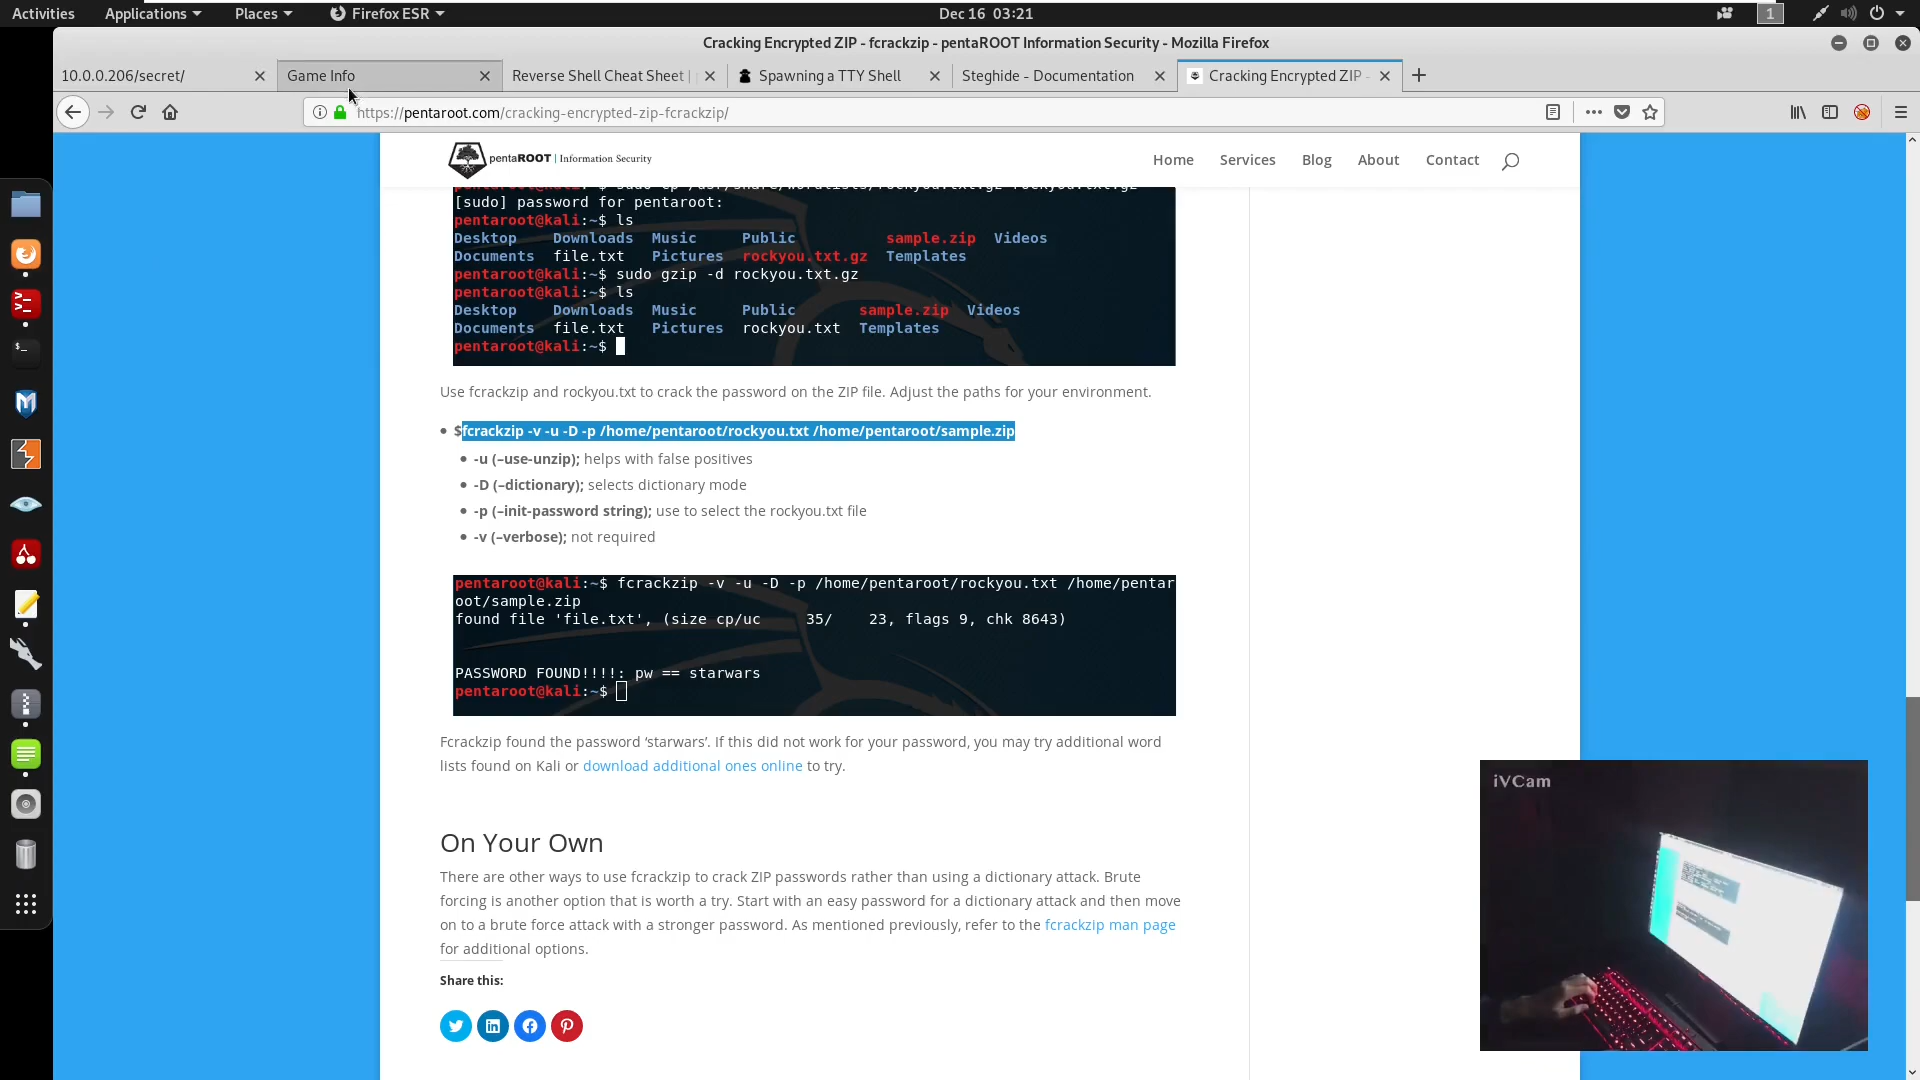 Activities Applications Places Firefox ESR Dec 16 03:21 1
Cracking Encrypted ZIP - fcrackzip - pentaROOT Information Security - Mozilla Firefox
10.0.0.206/secret/ Game Info Reverse Shell Cheat Sheet | Spawning a TTY Shell Steghide - Documentation Cracking Encrypted ZIP -
https://pentaroot.com/cracking-encrypted-zip-fcrackzip/
pentaROOT | Information Security Home Services Blog About Contact
pentaroot@kali:~$ sudo cp /usr/share/wordlists/rockyou.txt.gz rockyou.txt.gz
[sudo] password for pentaroot:
pentaroot@kali:~$ ls
Desktop Downloads Music Public sample.zip Videos
Documents file.txt Pictures rockyou.txt.gz Templates
pentaroot@kali:~$ sudo gzip -d rockyou.txt.gz
pentaroot@kali:~$ ls
Desktop Downloads Music Public sample.zip Videos
Documents file.txt Pictures rockyou.txt Templates
pentaroot@kali:~$
Use fcrackzip and rockyou.txt to crack the password on the ZIP file. Adjust the paths for your environment.
$fcrackzip -v -u -D -p /home/pentaroot/rockyou.txt /home/pentaroot/sample.zip
-u (–use-unzip); helps with false positives
-D (–dictionary); selects dictionary mode
-p (–init-password string); use to select the rockyou.txt file
-v (–verbose); not required
pentaroot@kali:~$ fcrackzip -v -u -D -p /home/pentaroot/rockyou.txt /home/pentar
oot/sample.zip
found file 'file.txt', (size cp/uc 35/ 23, flags 9, chk 8643)
PASSWORD FOUND!!!!: pw == starwars
pentaroot@kali:~$
Fcrackzip found the password ‘starwars’. If this did not work for your password, you may try additional word
lists found on Kali or download additional ones online to try.
iVCam
On Your Own
There are other ways to use fcrackzip to crack ZIP passwords rather than using a dictionary attack. Brute
forcing is another option that is worth a try. Start with an easy password for a dictionary attack and then move
on to brute force attack with a stronger password. As mentioned previously, refer to the fcrackzip man page
for additional options.
Share this: